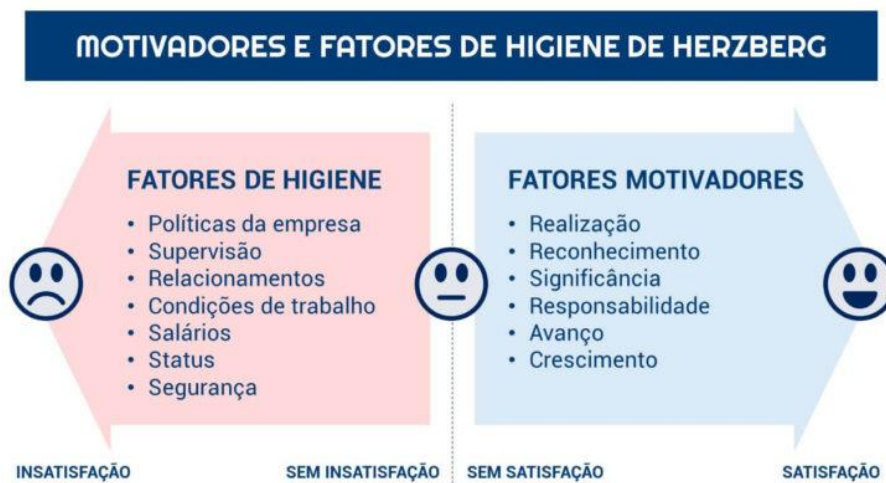 MOTIVADORES E FATORES DE HIGIENE DE HERZBERG
FATORES DE HIGIENE
• Políticas da empresa
• Supervisão
• Relacionamentos
• Condições de trabalho
• Salários
• Status
• Segurança
FATORES MOTIVADORES
• Realização
• Reconhecimento
• Significância
• Responsabilidade
• Avanço
• Crescimento
INSATISFAÇÃO
SEM INSATISFAÇÃO
SEM SATISFAÇÃO
SATISFAÇÃO